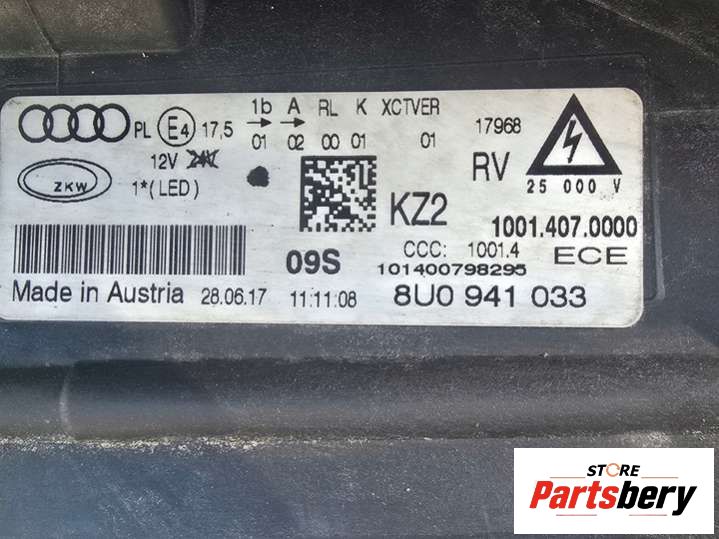 1b A RL K XCTVER
PL E4 17,5 01 02 00 01 01 17968
12V 24V
ZKW 1*(LED)
RV
25 000 V
KZ2
1001.407.0000
CCC: 1001.4 ECE
09S 101400798295
Made in Austria 28.06.17 11:11:08 8U0 941 033
STORE
Partsbery